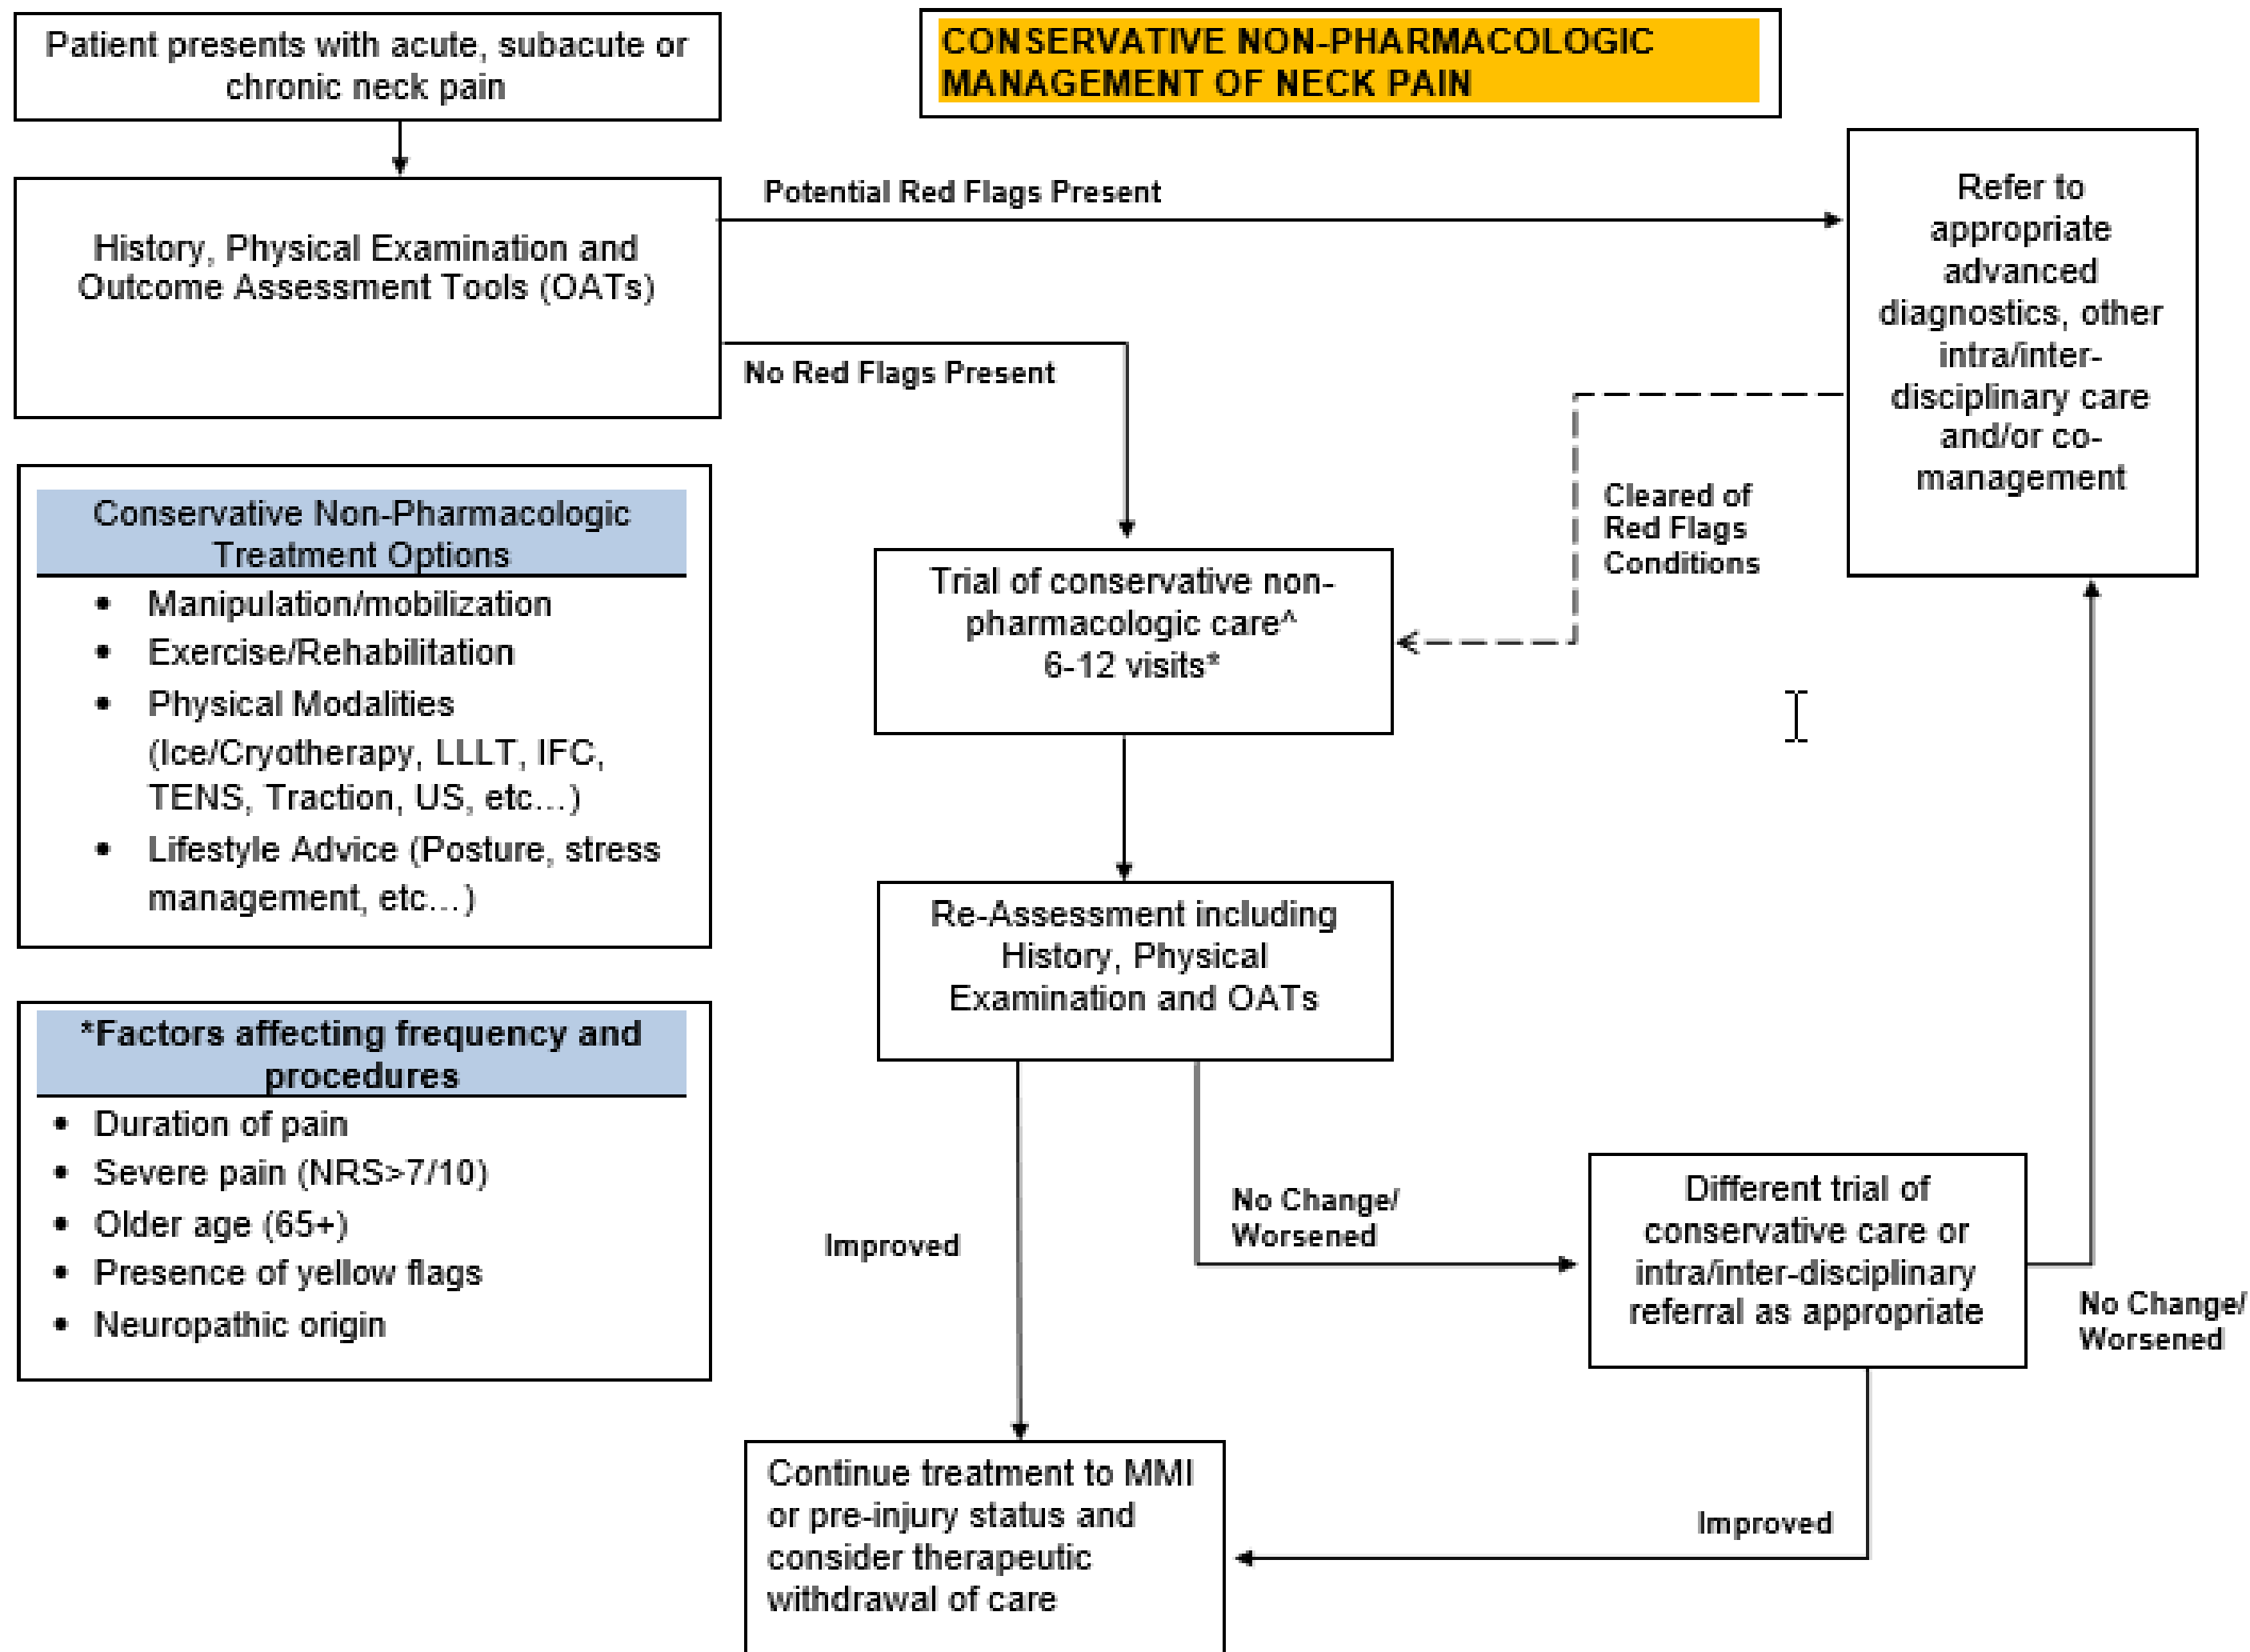 Patient presents with acute, subacute or
chronic neck pain
CONSERVATIVE NON-PHARMACOLOGIC
MANAGEMENT OF NECK PAIN
History, Physical Examination and
Outcome Assessment Tools (OATs)
Potential Red Flags Present
No Red Flags Present
Refer to
appropriate
advanced
diagnostics, other
intra/inter-
disciplinary care
and/or co-
management
Cleared of
Red Flags
Conditions
Conservative Non-Pharmacologic
Treatment Options
• Manipulation/mobilization
• Exercise/Rehabilitation
• Physical Modalities
(Ice/Cryotherapy, LLLT, IFC,
TENS, Traction, US, etc...)
• Lifestyle Advice (Posture, stress
management, etc...)
Trial of conservative non-
pharmacologic care^
6-12 visits*
Re-Assessment including
History, Physical
Examination and OATs
*Factors affecting frequency and
procedures
• Duration of pain
• Severe pain (NRS>7/10)
• Older age (65+)
• Presence of yellow flags
• Neuropathic origin
Improved
No Change/
Worsened
Different trial of
conservative care or
intra/inter-disciplinary
referral as appropriate
No Change/
Worsened
Improved
Continue treatment to MMI
or pre-injury status and
consider therapeutic
withdrawal of care